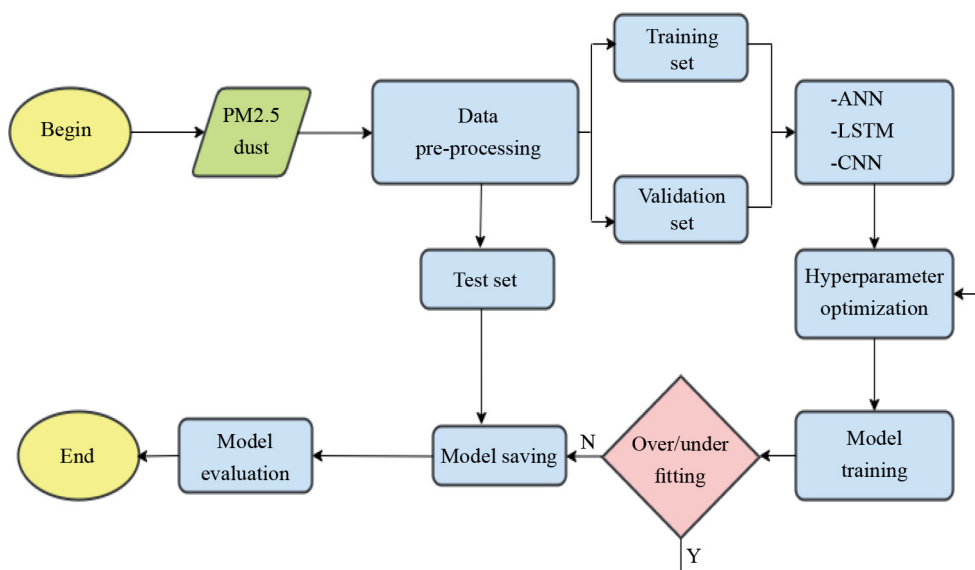 Begin
PM2.5
dust
Data
pre-processing
Training
set
Validation
set
-ANN
-LSTM
-CNN
Test set
Hyperparameter
optimization
End
Model
evaluation
Model saving
N
Over/under
fitting
Model
training
Y